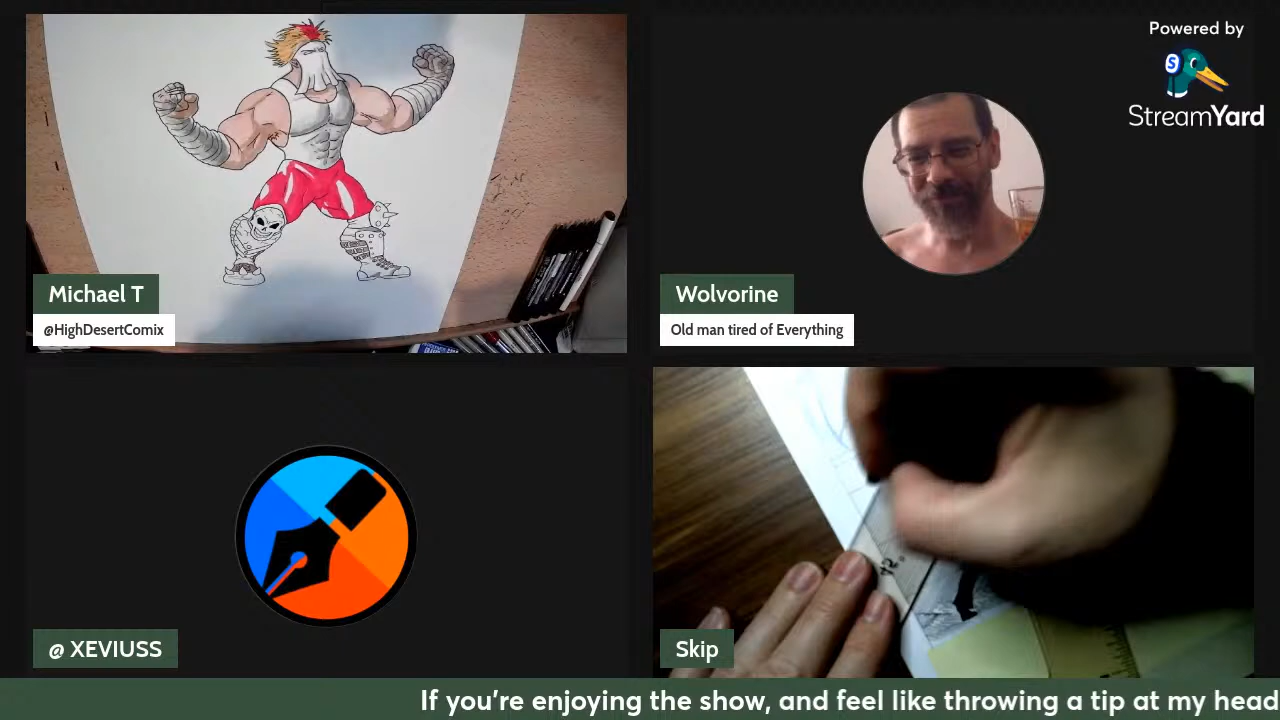 Powered by
S
StreamYard
Michael T
@HighDesertComix
Wolvorine
Old man tired of Everything
@ XEVIUSS
Skip
If you're enjoying the show, and feel like throwing a tip at my head